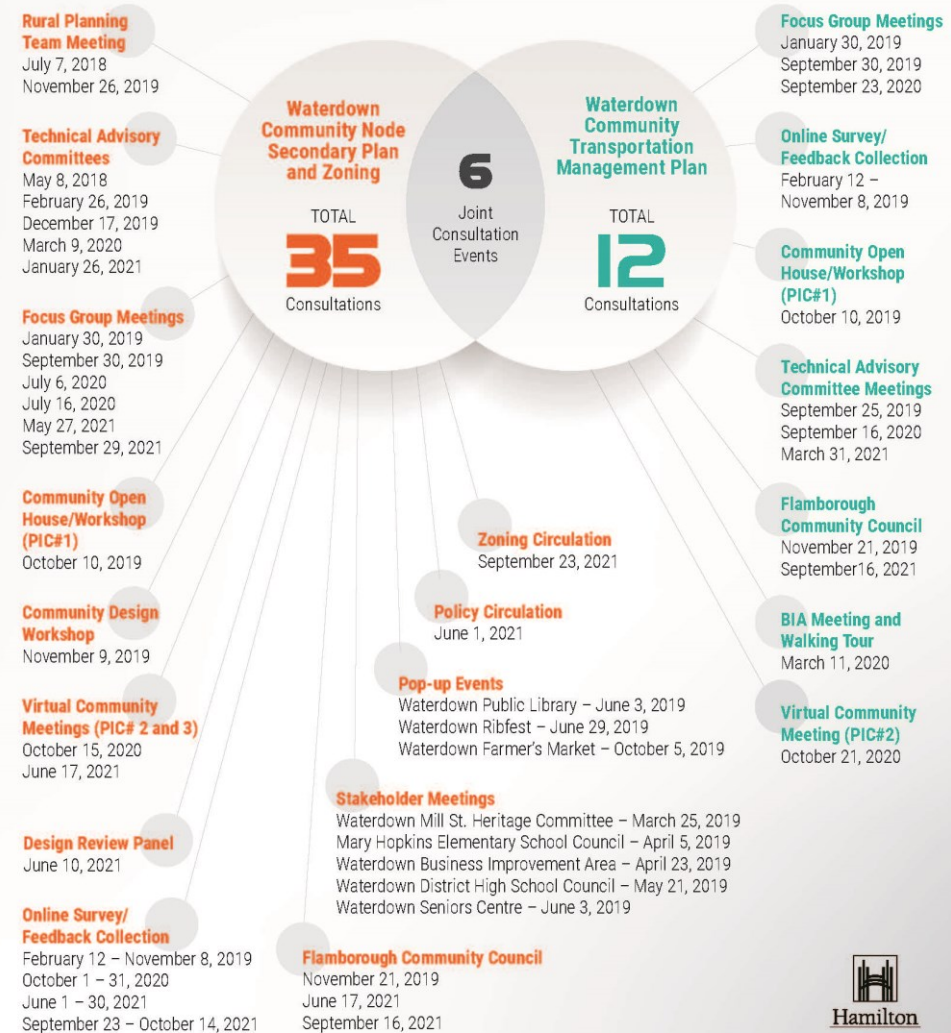 Rural Planning
Team Meeting
July 7, 2018
November 26, 2019
Technical Advisory
Committees
May 8, 2018
February 26, 2019
December 17, 2019
March 9, 2020
January 26, 2021
Focus Group Meetings
January 30, 2019
September 30, 2019
July 6, 2020
July 16, 2020
May 27, 2021
September 29, 2021
Community Open
House/Workshop
(PIC#1)
October 10, 2019
Community Design
Workshop
November 9, 2019
Virtual Community
Meetings (PIC# 2 and 3)
October 15, 2020
June 17, 2021
Design Review Panel
June 10, 2021
Online Survey/
Feedback Collection
February 12 – November 8, 2019
October 1 – 31, 2020
June 1 – 30, 2021
September 23 – October 14, 2021
Waterdown
Community Node
Secondary Plan
and Zoning
TOTAL
35
Consultations
6
Joint
Consultation
Events
Waterdown
Community
Transportation
Management Plan
TOTAL
12
Consultations
Zoning Circulation
September 23, 2021
Policy Circulation
June 1, 2021
Pop-up Events
Waterdown Public Library – June 3, 2019
Waterdown Ribfest – June 29, 2019
Waterdown Farmer's Market – October 5, 2019
Stakeholder Meetings
Waterdown Mill St. Heritage Committee – March 25, 2019
Mary Hopkins Elementary School Council – April 5, 2019
Waterdown Business Improvement Area – April 23, 2019
Waterdown District High School Council – May 21, 2019
Waterdown Seniors Centre – June 3, 2019
Flamborough Community Council
November 21, 2019
June 17, 2021
September 16, 2021
Focus Group Meetings
January 30, 2019
September 30, 2019
September 23, 2020
Online Survey/
Feedback Collection
February 12 –
November 8, 2019
Community Open
House/Workshop
(PIC#1)
October 10, 2019
Technical Advisory
Committee Meetings
September 25, 2019
September 16, 2020
March 31, 2021
Flamborough
Community Council
November 21, 2019
September16, 2021
BIA Meeting and
Walking Tour
March 11, 2020
Virtual Community
Meeting (PIC#2)
October 21, 2020
Hamilton